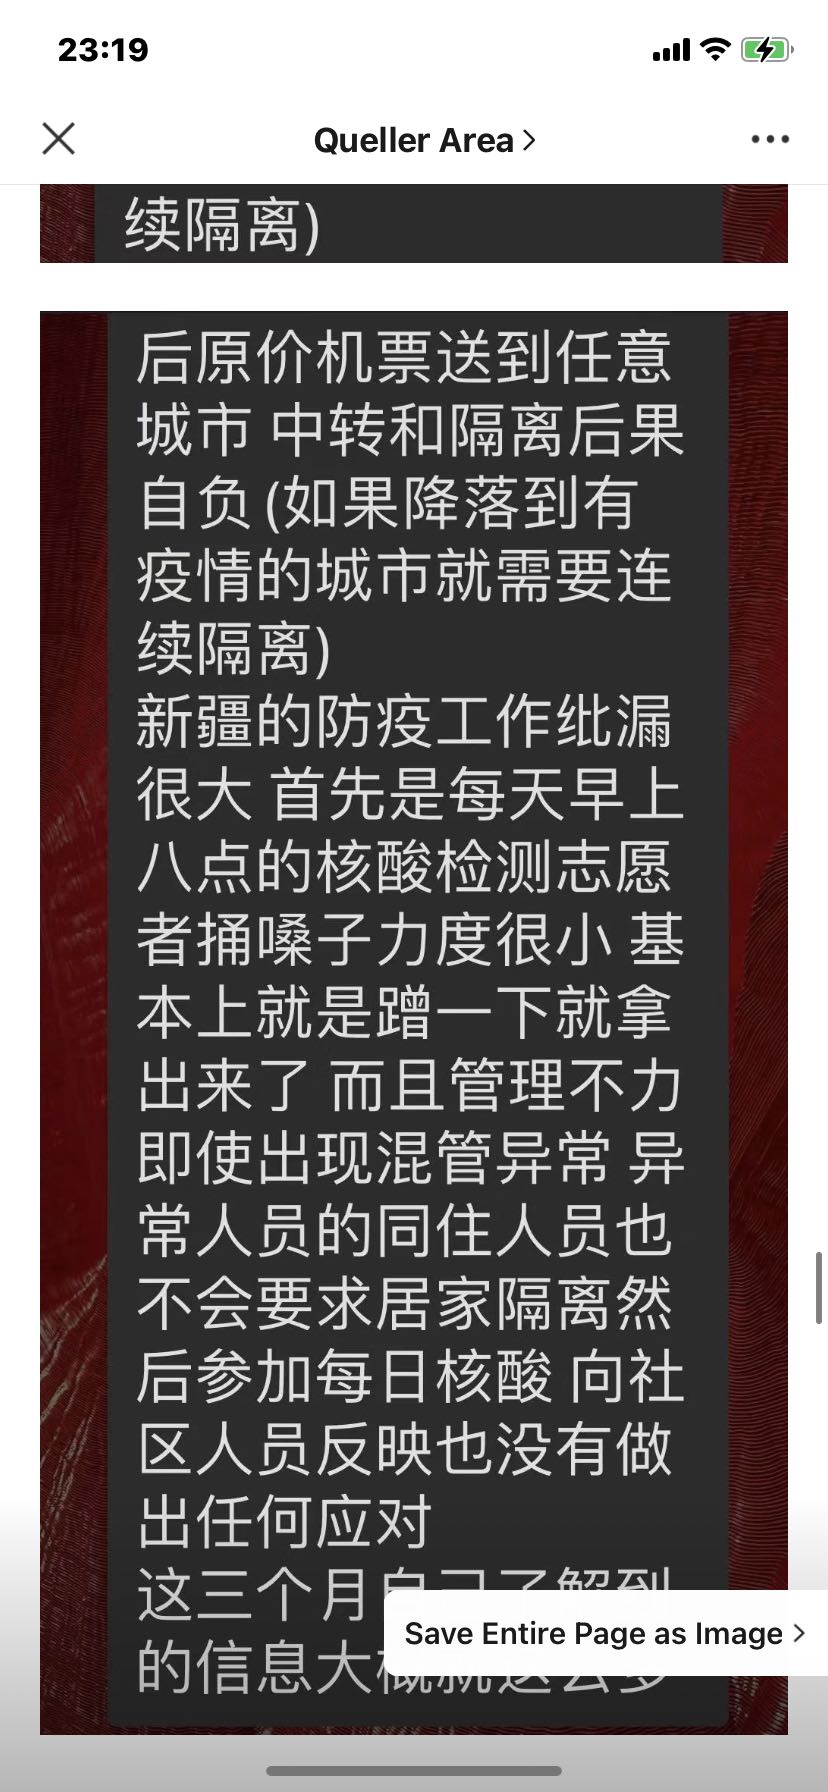 23:19
Queller Area
续隔离)
后原价机票送到任意
城市 中转和隔离后果
自负(如果降落到有
疫情的城市就需要连
续隔离)
新疆的防疫工作纰漏
很大 首先是每天早上
八点的核酸检测志愿
者捅嗓子力度很小 基
本上就是蹭一下就拿
出来了 而且管理不力
即使出现混管异常 异
常人员的同住人员也
不会要求居家隔离然
后参加每日核酸 向社
区人员反映也没有做
出任何应对
这三个月自己了解到
的信息大概就这么多
Save Entire Page as Image